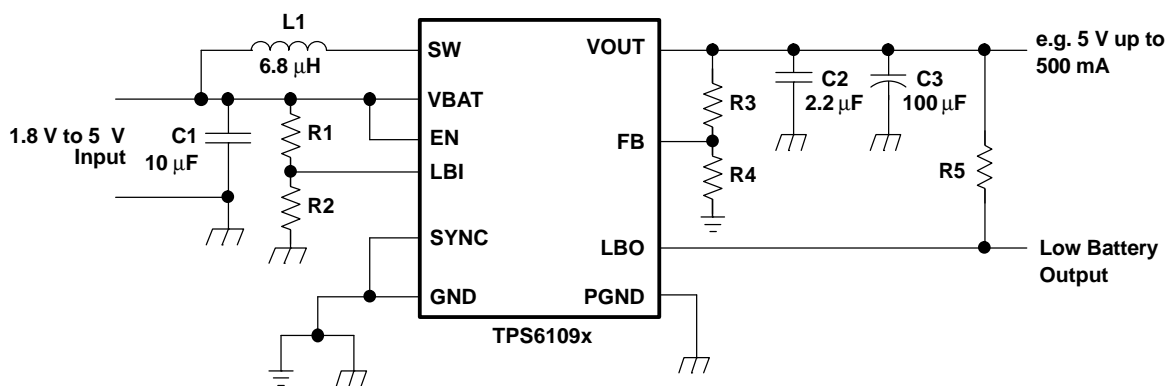 L1
6.8 μH
SW
VOUT
e.g. 5 V up to
500 mA
C2
2.2 μF
C3
100 μF
R3
VBAT
R1
1.8 V to 5 V
Input
C1
10 μF
EN
FB
LBI
R4
R5
R2
SYNC
LBO
Low Battery
Output
GND
PGND
TPS6109x